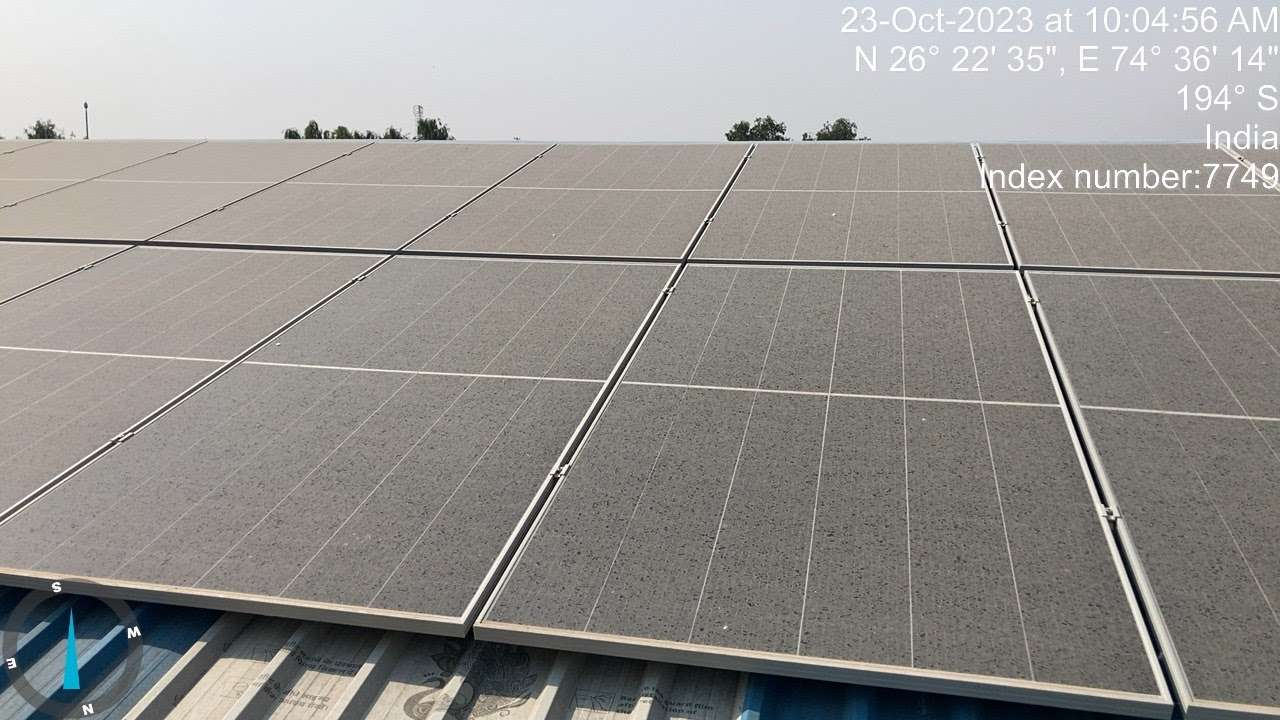 23-Oct-2023 at 10:04:56 AM
N 26° 22' 35", E 74° 36' 14"
194° S
India
Index number:7749
S
W
E
N